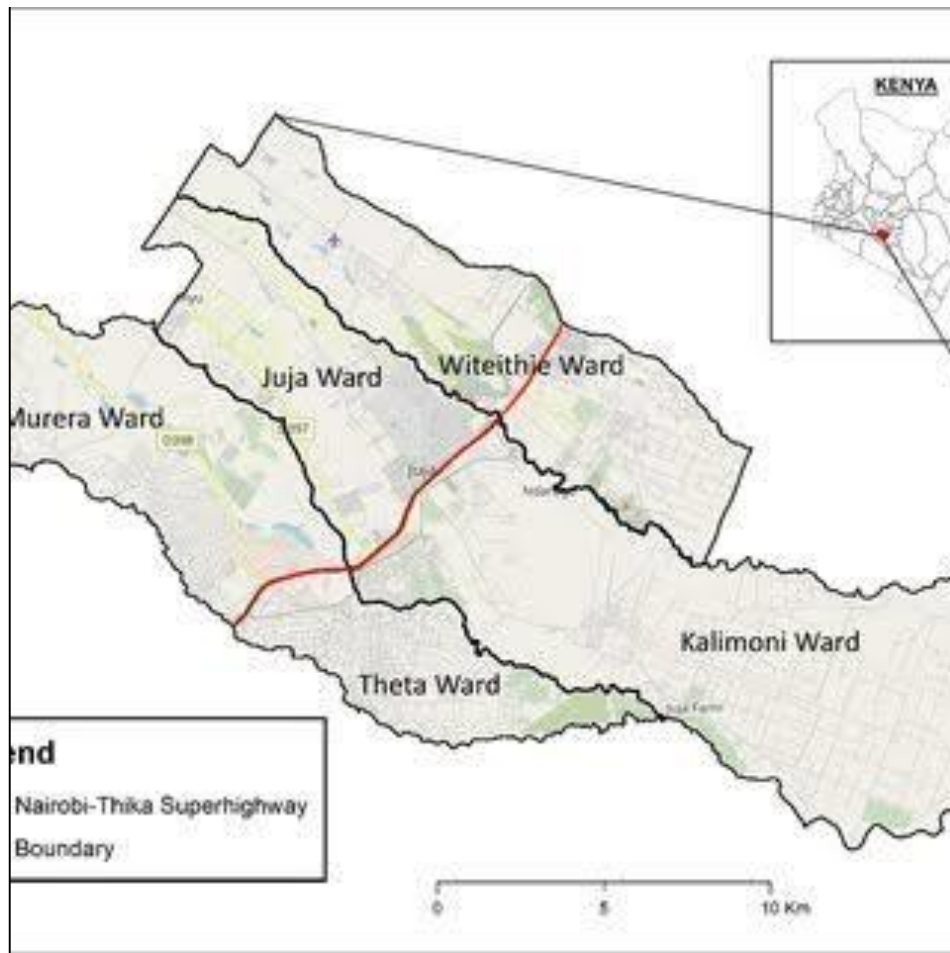 KENYA
Witeithie Ward
Juja Ward
Murera Ward
Kalimoni Ward
Theta Ward
end
Nairobi-Thika Superhighway
Boundary
0 5 10 Km